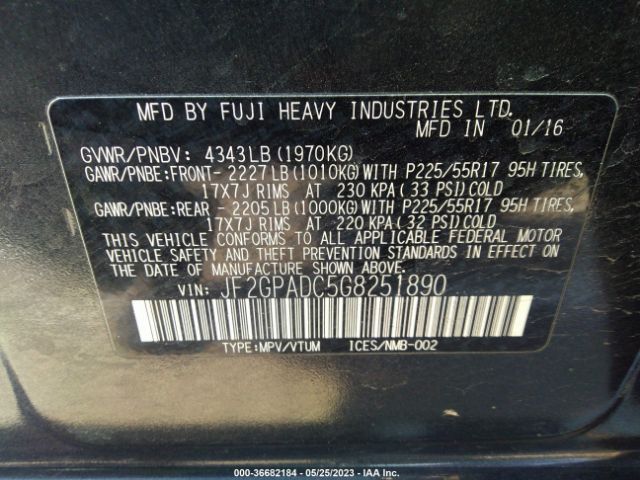 MFD BY FUJI HEAVY INDUSTRIES LTD.
MFD IN 01/16
GVWR/PNBV: 4343LB(1970KG)
GAWR/PNBE:FRONT- 2227LB(1010KG)WITH P225/55R17 95H TIRES,
17X7J RIMS AT 230 KPA(33 PSI)COLD
GAWR/PNBE:REAR - 2205LB(1000KG)WITH P225/55R17 95H TIRES,
17X7J RIMS AT 220 KPA(32 PSI)COLD
THIS VEHICLE CONFORMS TO ALL APPLICABLE FEDERAL MOTOR
VEHICLE SAFETY AND THEFT PREVENTION STANDARDS IN EFFECT ON
THE DATE OF MANUFACTURE SHOWN ABOVE.
VIN: JF2GPADC5G8251890
TYPE:MPV/VTUM ICES/NMB-002
000-36682184 - 05/25/2023 - IAA Inc.